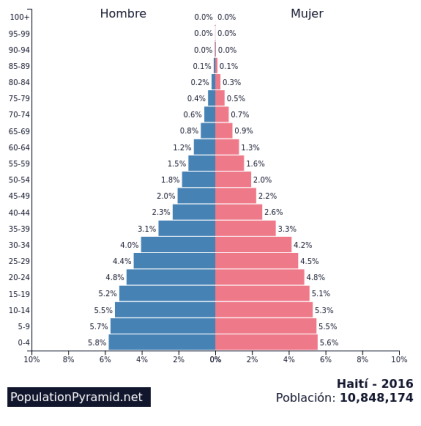 Hombre Mujer
100+ 0.0% 0.0%
95-99 0.0% 0.0%
90-94 0.0% 0.0%
85-89 0.1% 0.1%
80-84 0.2% 0.3%
75-79 0.4% 0.5%
70-74 0.6% 0.7%
65-69 0.8% 0.9%
60-64 1.2% 1.3%
55-59 1.5% 1.6%
50-54 1.8% 2.0%
45-49 2.0% 2.2%
40-44 2.3% 2.6%
35-39 3.1% 3.3%
30-34 4.0% 4.2%
25-29 4.4% 4.5%
20-24 4.8% 4.8%
15-19 5.2% 5.1%
10-14 5.5% 5.3%
5-9 5.7% 5.5%
0-4 5.8% 5.6%
10% 8% 6% 4% 2% 0% 2% 4% 6% 8% 10%
Haití - 2016
PopulationPyramid.net Población: 10,848,174